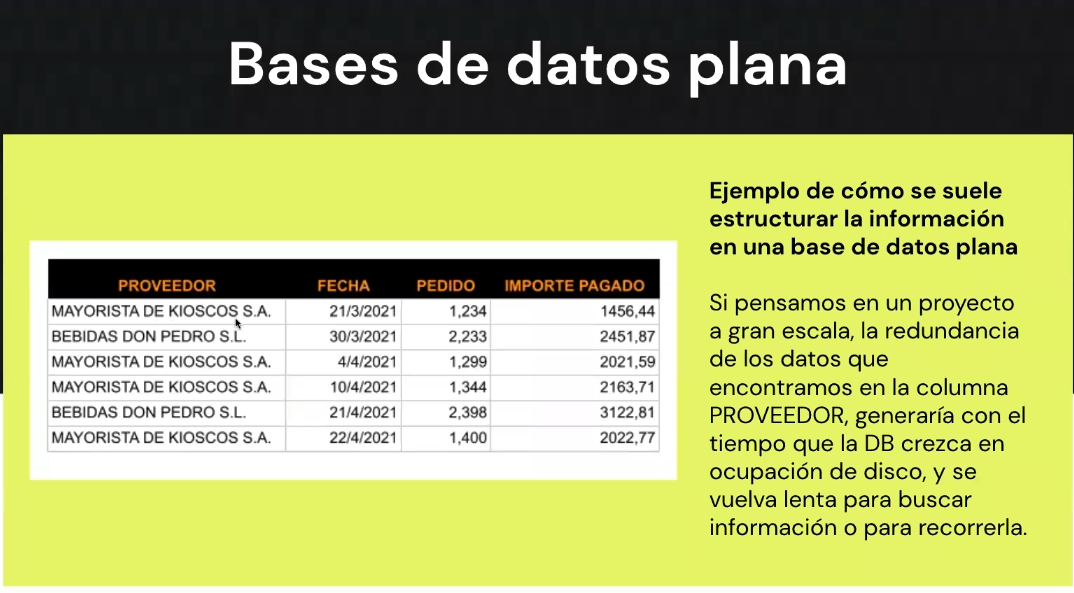 Bases de datos plana
PROVEEDOR FECHA PEDIDO IMPORTE PAGADO
MAYORISTA DE KIOSCOS S.A. 21/3/2021 1,234 1456,44
BEBIDAS DON PEDRO S.L. 30/3/2021 2,233 2451,87
MAYORISTA DE KIOSCOS S.A. 4/4/2021 1,299 2021,59
MAYORISTA DE KIOSCOS S.A. 10/4/2021 1,344 2163,71
BEBIDAS DON PEDRO S.L. 21/4/2021 2,398 3122,81
MAYORISTA DE KIOSCOS S.A. 22/4/2021 1,400 2022,77
Ejemplo de cómo se suele
estructurar la información
en una base de datos plana
Si pensamos en un proyecto
a gran escala, la redundancia
de los datos que
encontramos en la columna
PROVEEDOR, generaría con el
tiempo que la DB crezca en
ocupación de disco, y se
vuelva lenta para buscar
información o para recorrerla.